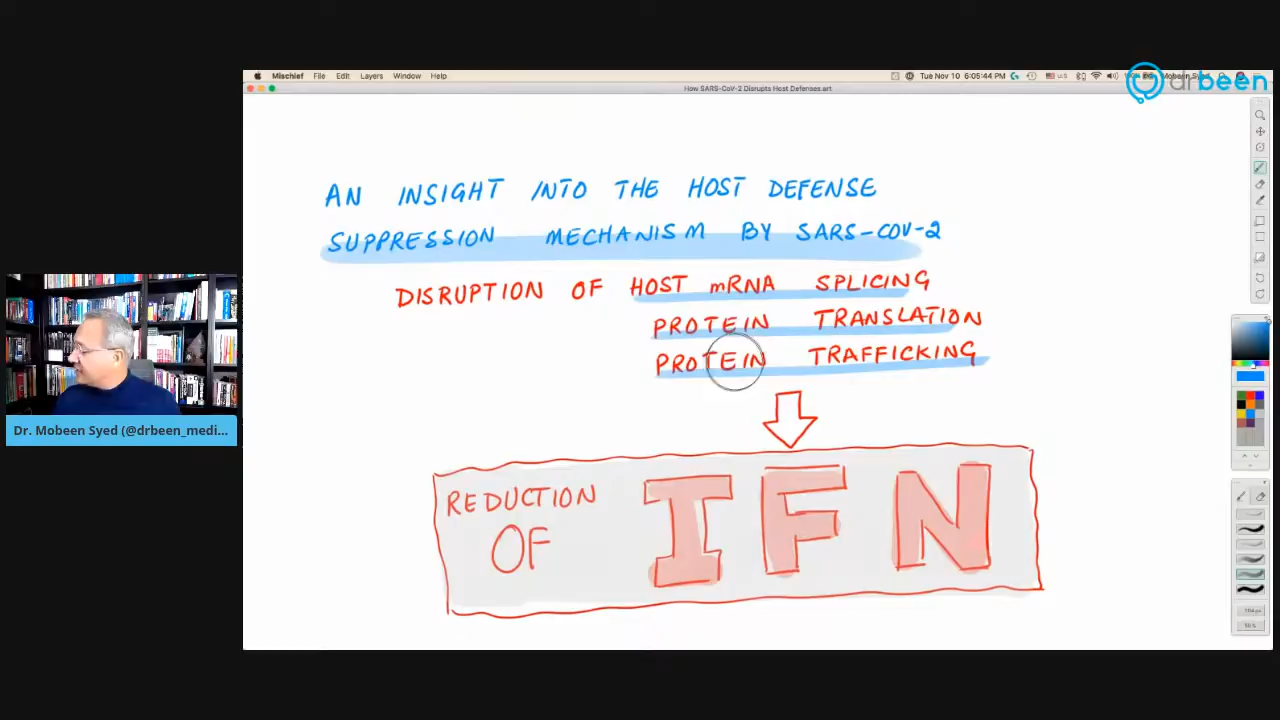 Mischief File Edit Layers Window Help
Tue Nov 10 6:05:44 PM
drbeen
How SARS-CoV-2 Disrupts Host Defenses.art
AN INSIGHT INTO THE HOST DEFENSE
SUPPRESSION MECHANISM BY SARS-COV-2
DISRUPTION OF HOST mRNA SPLICING
PROTEIN TRANSLATION
PROTEIN TRAFFICKING
REDUCTION
OF
IFN
Dr. Mobeen Syed (@drbeen_medi...